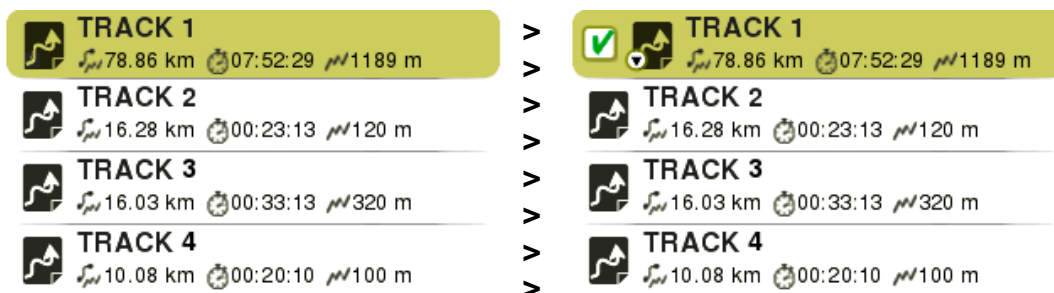 TRACK 1
78.86 km 07:52:29 1189 m
TRACK 2
16.28 km 00:23:13 120 m
TRACK 3
16.03 km 00:33:13 320 m
TRACK 4
10.08 km 00:20:10 100 m
>
>
>
>
>
>
>
>
TRACK 1
78.86 km 07:52:29 1189 m
TRACK 2
16.28 km 00:23:13 120 m
TRACK 3
16.03 km 00:33:13 320 m
TRACK 4
10.08 km 00:20:10 100 m